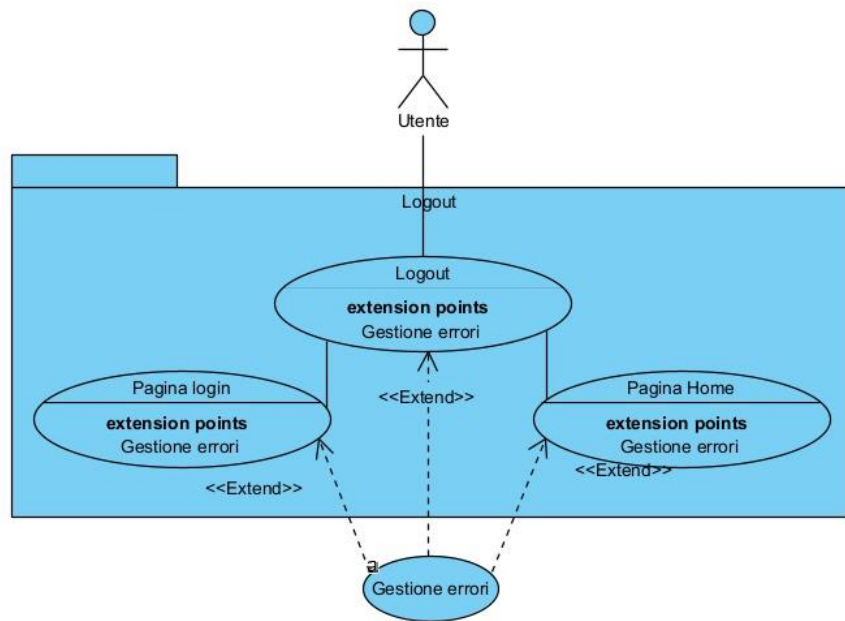 Utente
Logout
Logout
extension points
Gestione errori
Pagina login
extension points
Gestione errori
<<Extend>>
Pagina Home
extension points
Gestione errori
<<Extend>>
<<Extend>>
a
Gestione errori